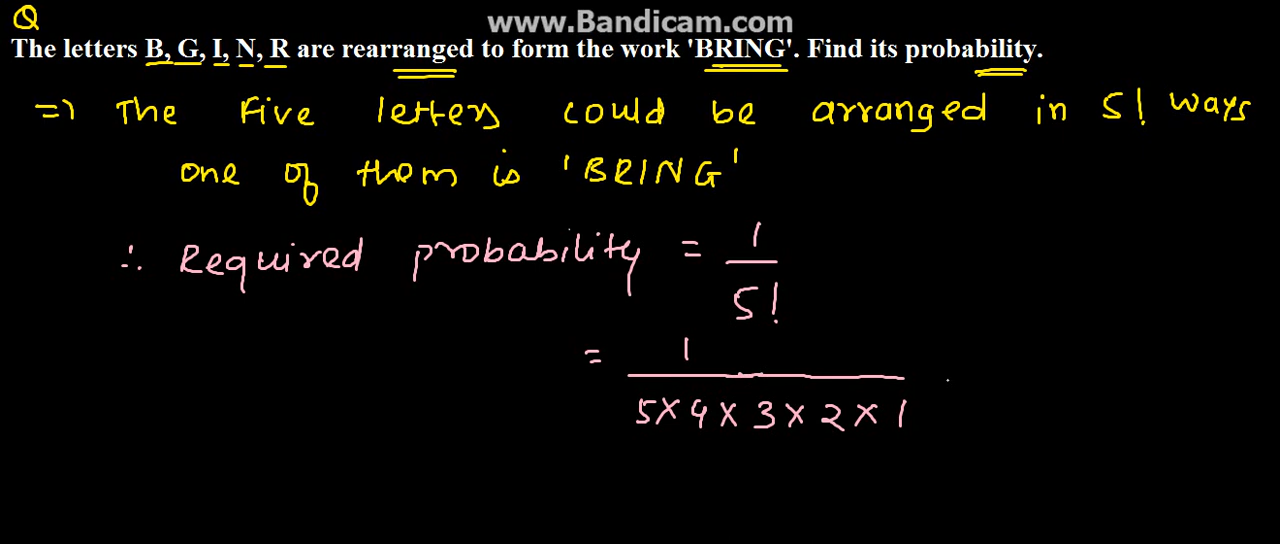 www.Bandicam.com
Q
The letters B, G, I, N, R are rearranged to form the work 'BRING'. Find its probability.
=) The Five letters could be arranged in 5! ways
one of them is 'BRING'
∴ Required probability = 1/5!
= 1/5×4×3×2×1